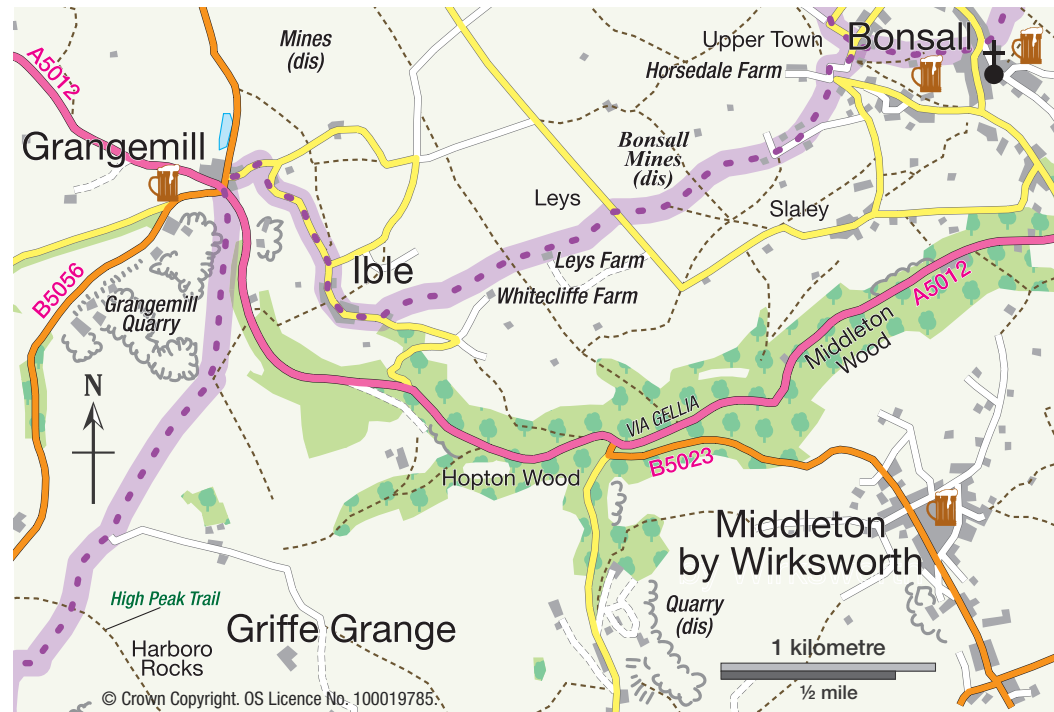 Mines
(dis)
Upper Town
Bonsall
Horsedale Farm
A5012
Grangemill
Bonsall
Mines
(dis)
Leys
Slaley
Ible
Leys Farm
Whitecliffe Farm
A5012
B5056
Grangemill
Quarry
Middleton
Wood
N
VIA GELLIA
B5023
Hopton Wood
Middleton
by Wirksworth
High Peak Trail
Quarry
(dis)
Griffe Grange
Harboro
Rocks
1 kilometre
½ mile
© Crown Copyright. OS Licence No. 100019785.